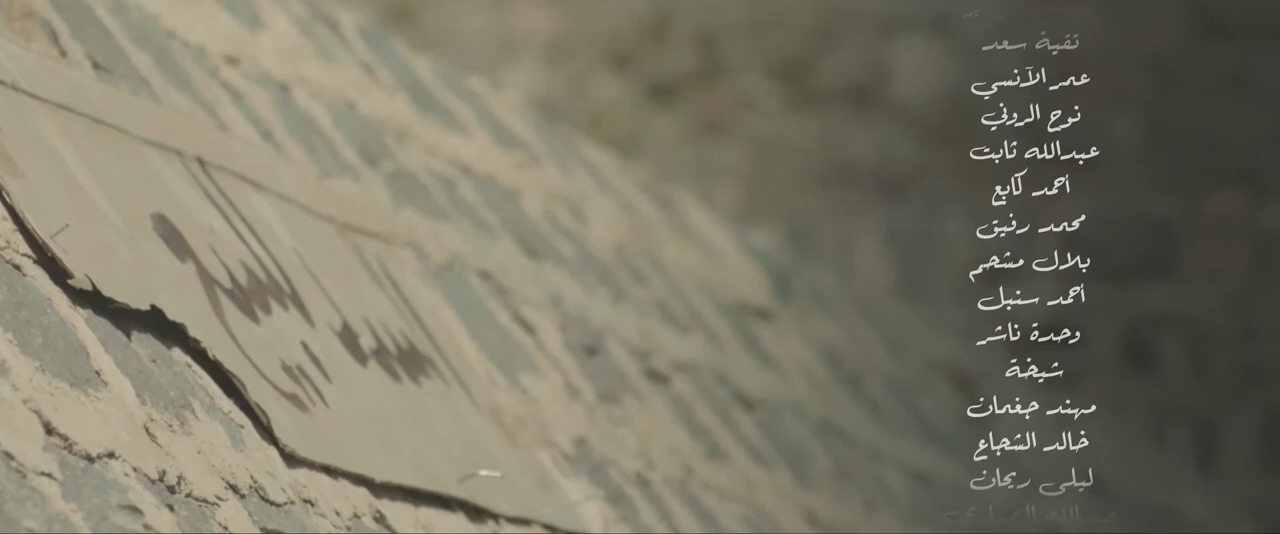 تقية سعد
عمر الآنسي
نوح الروني
عبدالله ثابت
أحمد كابع
محمد رفيق
بلال مشحم
أحمد سنبل
وحدة ناشر
شيخة
مهند جغمان
خالد الشجاع
ليلى ريحان